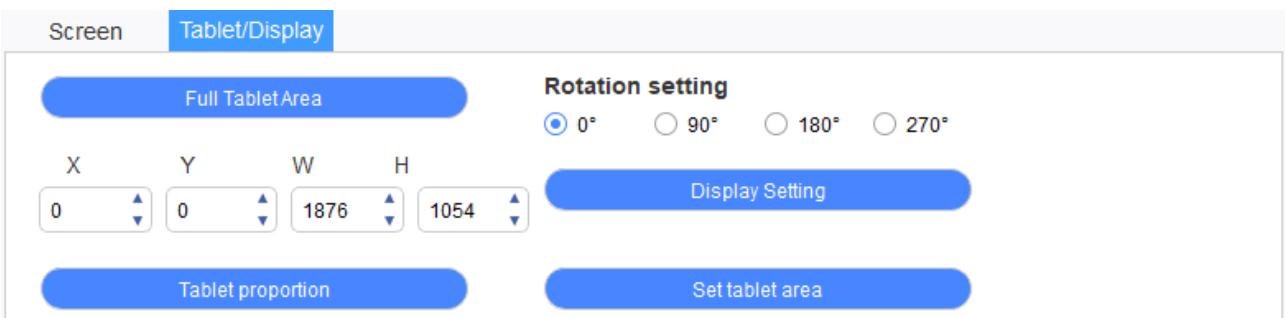 Screen Tablet/Display
Full Tablet Area
Rotation setting
0° 90° 180° 270°
X Y W H
0 0 1876 1054
Display Setting
Tablet proportion
Set tablet area